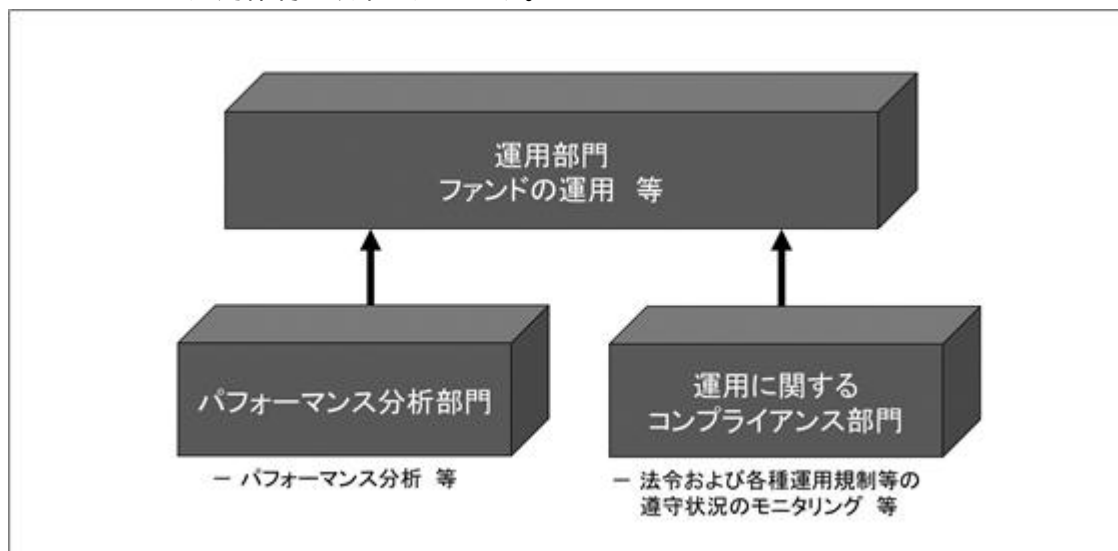 運用部門
ファンドの運用 等
パフォーマンス分析部門
－ パフォーマンス分析 等
運用に関する
コンプライアンス部門
－ 法令および各種運用規制等の
遵守状況のモニタリング 等